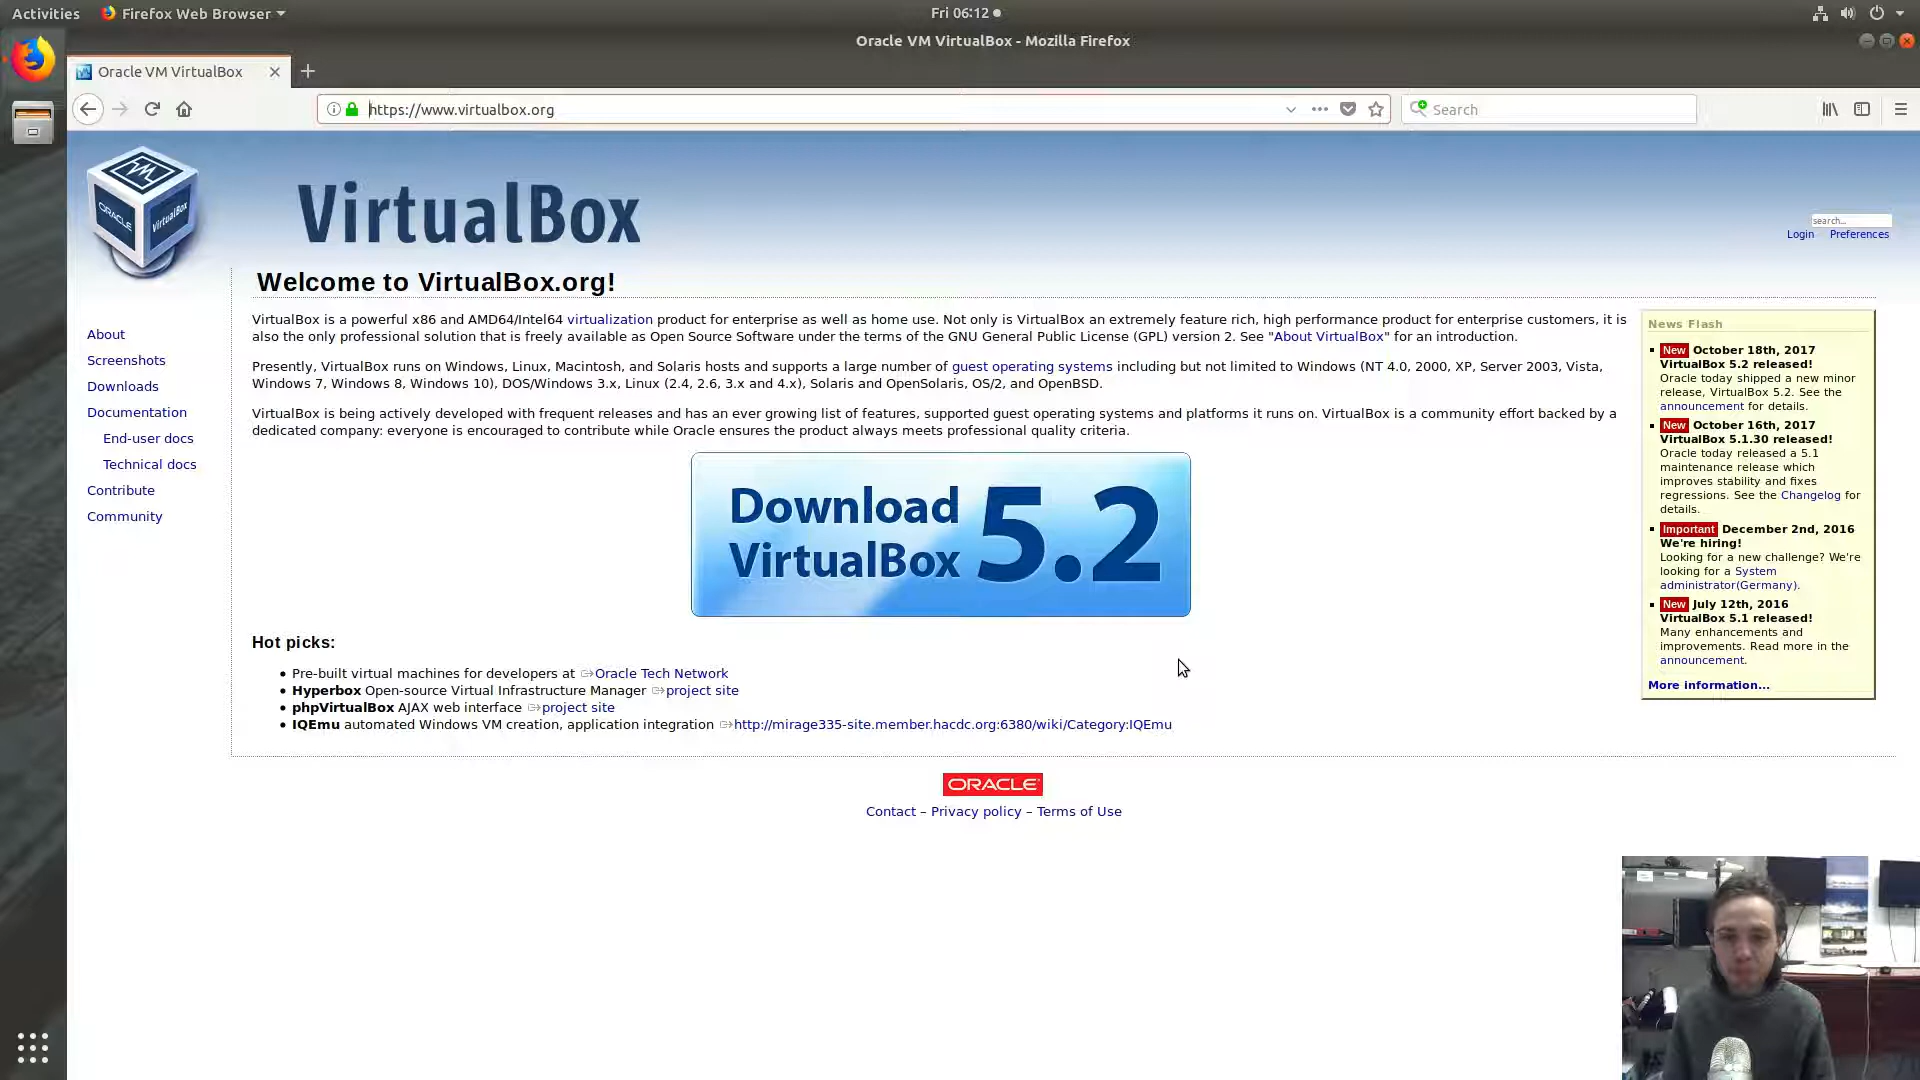 Activities
Firefox Web Browser
Fri 06:12
Oracle VM VirtualBox - Mozilla Firefox
Oracle VM VirtualBox
https://www.virtualbox.org
Search
ORACLE
VirtualBox
VirtualBox
search...
Login
Preferences
Welcome to VirtualBox.org!
About
Screenshots
Downloads
Documentation
End-user docs
Technical docs
Contribute
Community
VirtualBox is a powerful x86 and AMD64/Intel64 virtualization product for enterprise as well as home use. Not only is VirtualBox an extremely feature rich, high performance product for enterprise customers, it is
also the only professional solution that is freely available as Open Source Software under the terms of the GNU General Public License (GPL) version 2. See "About VirtualBox" for an introduction.
Presently, VirtualBox runs on Windows, Linux, Macintosh, and Solaris hosts and supports a large number of guest operating systems including but not limited to Windows (NT 4.0, 2000, XP, Server 2003, Vista,
Windows 7, Windows 8, Windows 10), DOS/Windows 3.x, Linux (2.4, 2.6, 3.x and 4.x), Solaris and OpenSolaris, OS/2, and OpenBSD.
VirtualBox is being actively developed with frequent releases and has an ever growing list of features, supported guest operating systems and platforms it runs on. VirtualBox is a community effort backed by a
dedicated company: everyone is encouraged to contribute while Oracle ensures the product always meets professional quality criteria.
Download
VirtualBox 5.2
Hot picks:
• Pre-built virtual machines for developers at Oracle Tech Network
• Hyperbox Open-source Virtual Infrastructure Manager project site
• phpVirtualBox AJAX web interface project site
• IQEmu automated Windows VM creation, application integration http://mirage335-site.member.hacdc.org:6380/wiki/Category:IQEmu
News Flash
New October 18th, 2017
VirtualBox 5.2 released!
Oracle today shipped a new minor
release, VirtualBox 5.2. See the
announcement for details.
New October 16th, 2017
VirtualBox 5.1.30 released!
Oracle today released a 5.1
maintenance release which
improves stability and fixes
regressions. See the Changelog for
details.
Important December 2nd, 2016
We're hiring!
Looking for a new challenge? We're
looking for a System
administrator(Germany).
New July 12th, 2016
VirtualBox 5.1 released!
Many enhancements and
improvements. Read more in the
announcement.
More information...
ORACLE
Contact – Privacy policy – Terms of Use